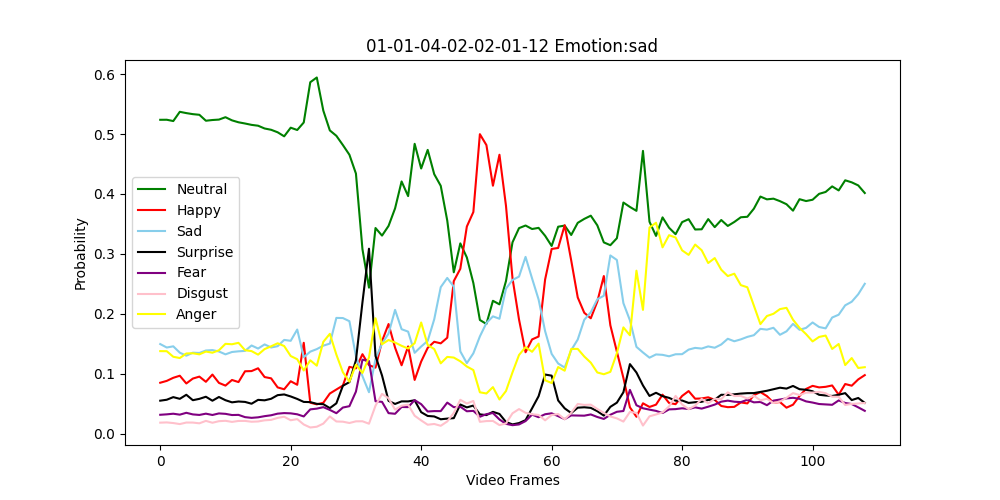 01-01-04-02-02-01-12 Emotion:sad
0.6
0.5
0.4
0.3
0.2
0.1
0.0
Probability
Neutral
Happy
Sad
Surprise
Fear
Disgust
Anger
0 20 40 60 80 100
Video Frames